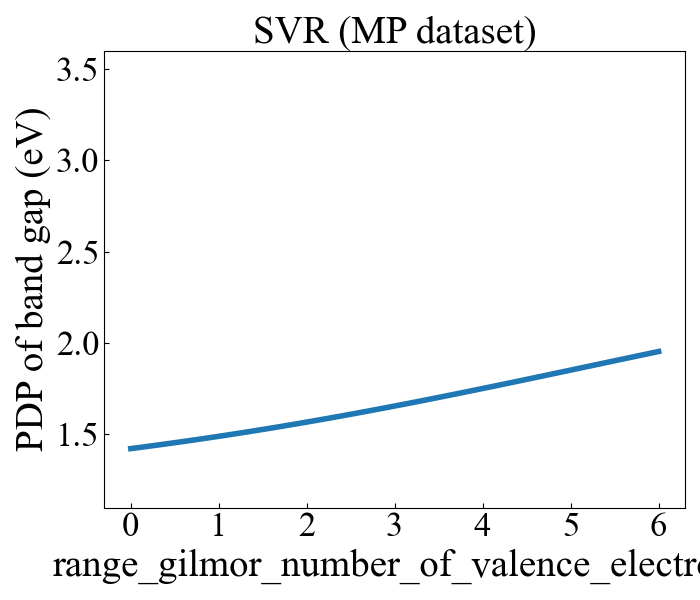 SVR (MP dataset)
PDP of band gap (eV)
3.5
3.0
2.5
2.0
1.5
0 1 2 3 4 5 6
range_gilmor_number_of_valence_electro